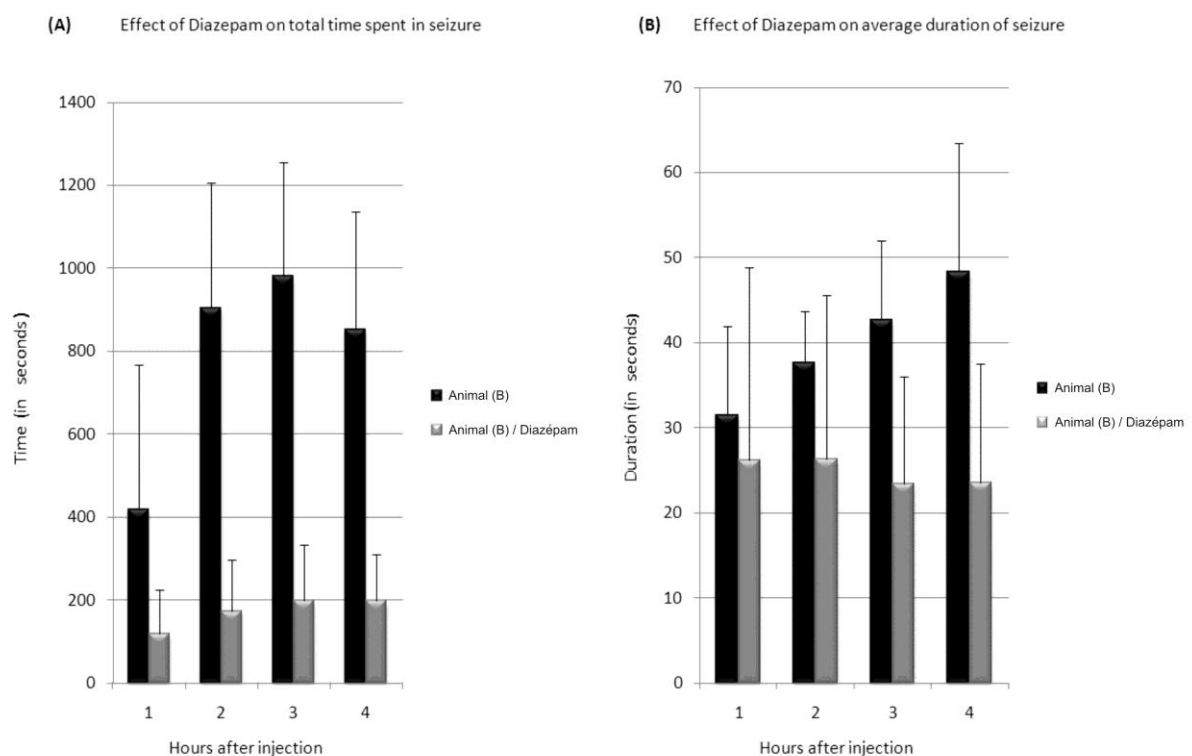 (A) Effect of Diazepam on total time spent in seizure
1400
1200
1000
800
600
400
200
0
Time (in seconds)
1 2 3 4
Hours after injection
Animal (B)
Animal (B) / Diazépam
(B) Effect of Diazepam on average duration of seizure
70
60
50
40
30
20
10
0
Duration (in seconds)
1 2 3 4
Hours after injection
Animal (B)
Animal (B) / Diazépam